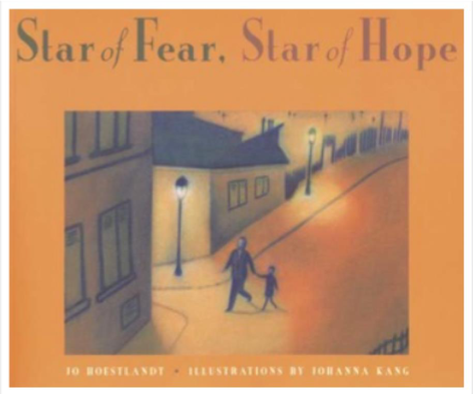 Star of Fear, Star of Hope
JO HOESTLANDT • ILLUSTRATIONS BY JOHANNA KANG